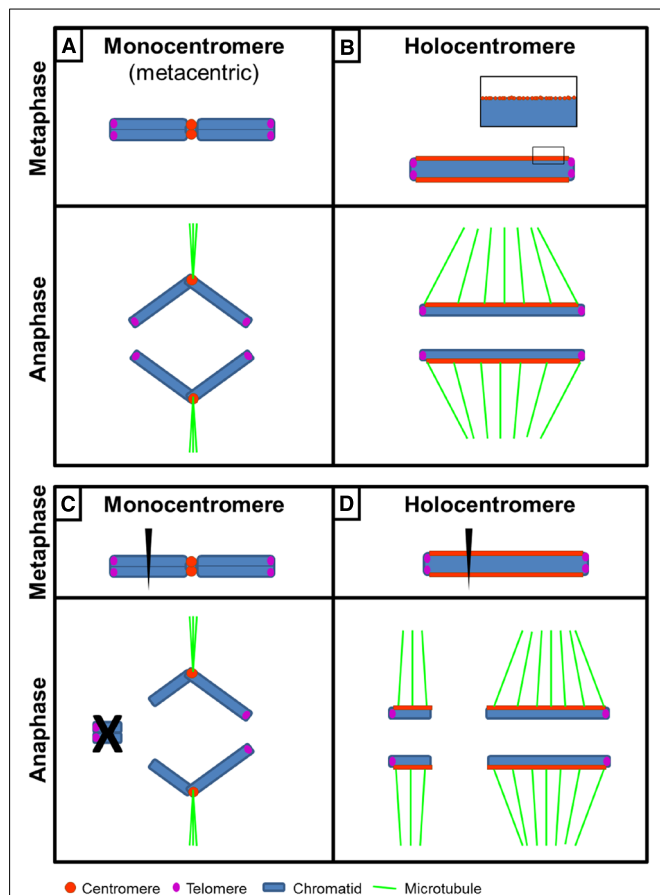 A
Monocentromere
(metacentric)
B
Holocentromere
Metaphase
Anaphase
C
Monocentromere
D
Holocentromere
Metaphase
Anaphase
X
Centromere Telomere Chromatid Microtubule